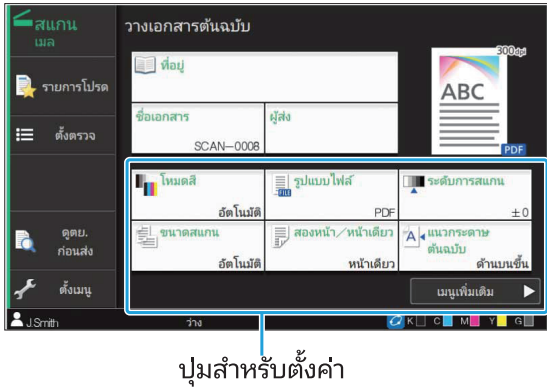 สแกน
เมล
วางเอกสารต้นฉบับ
300dpi
ABC
PDF
ที่อยู่
รายการโปรด
ชื่อเอกสาร
ผู้ส่ง
SCAN-0008
ตั้งตรวจ
โหมดสี
อัตโนมัติ
รูปแบบไฟล์
PDF
ระดับการสแกน
±0
ขนาดสแกน
อัตโนมัติ
สองหน้า/หน้าเดียว
หน้าเดียว
A
แนวกระดาษ
ต้นฉบับ
ด้านบนขึ้น
ดูตย.
ก่อนส่ง
ตั้งเมนู
เมนูเพิ่มเติม
J.Smith
ว่าง
K C M Y G
ปุ่มสำหรับตั้งค่า